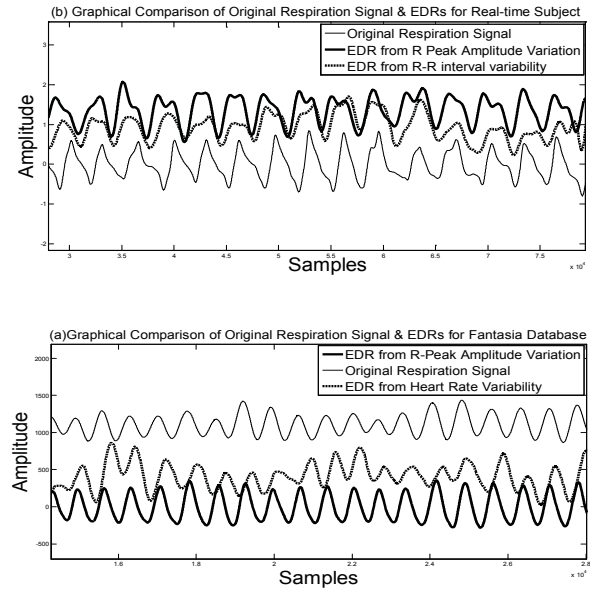 (b) Graphical Comparison of Original Respiration Signal & EDRs for Real-time Subject
Original Respiration Signal
EDR from R Peak Amplitude Variation
EDR from R-R interval variability
Amplitude
3
2
1
0
-1
-2
3
3.5
4
4.5
5
5.5
6
6.5
7
7.5
x 10⁴
Samples
(a)Graphical Comparison of Original Respiration Signal & EDRs for Fantasia Database
EDR from R-Peak Amplitude Variation
Original Respiration Signal
EDR from Heart Rate Variability
Amplitude
2000
1500
1000
500
0
-500
1.6
1.8
2
2.2
2.4
2.6
2.8
x 10⁴
Samples